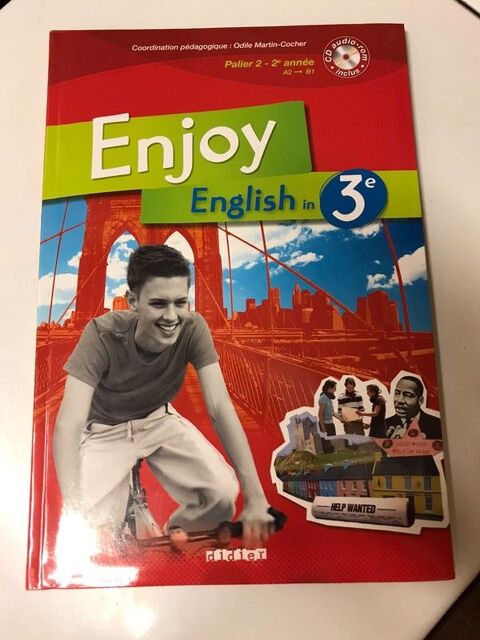 Coordination pédagogique : Odile Martin-Cocher
Palier 2 - 2e année
A2 → B1
CD audio-rom
inclus
Enjoy
English in 3e
HELP WANTED
didier